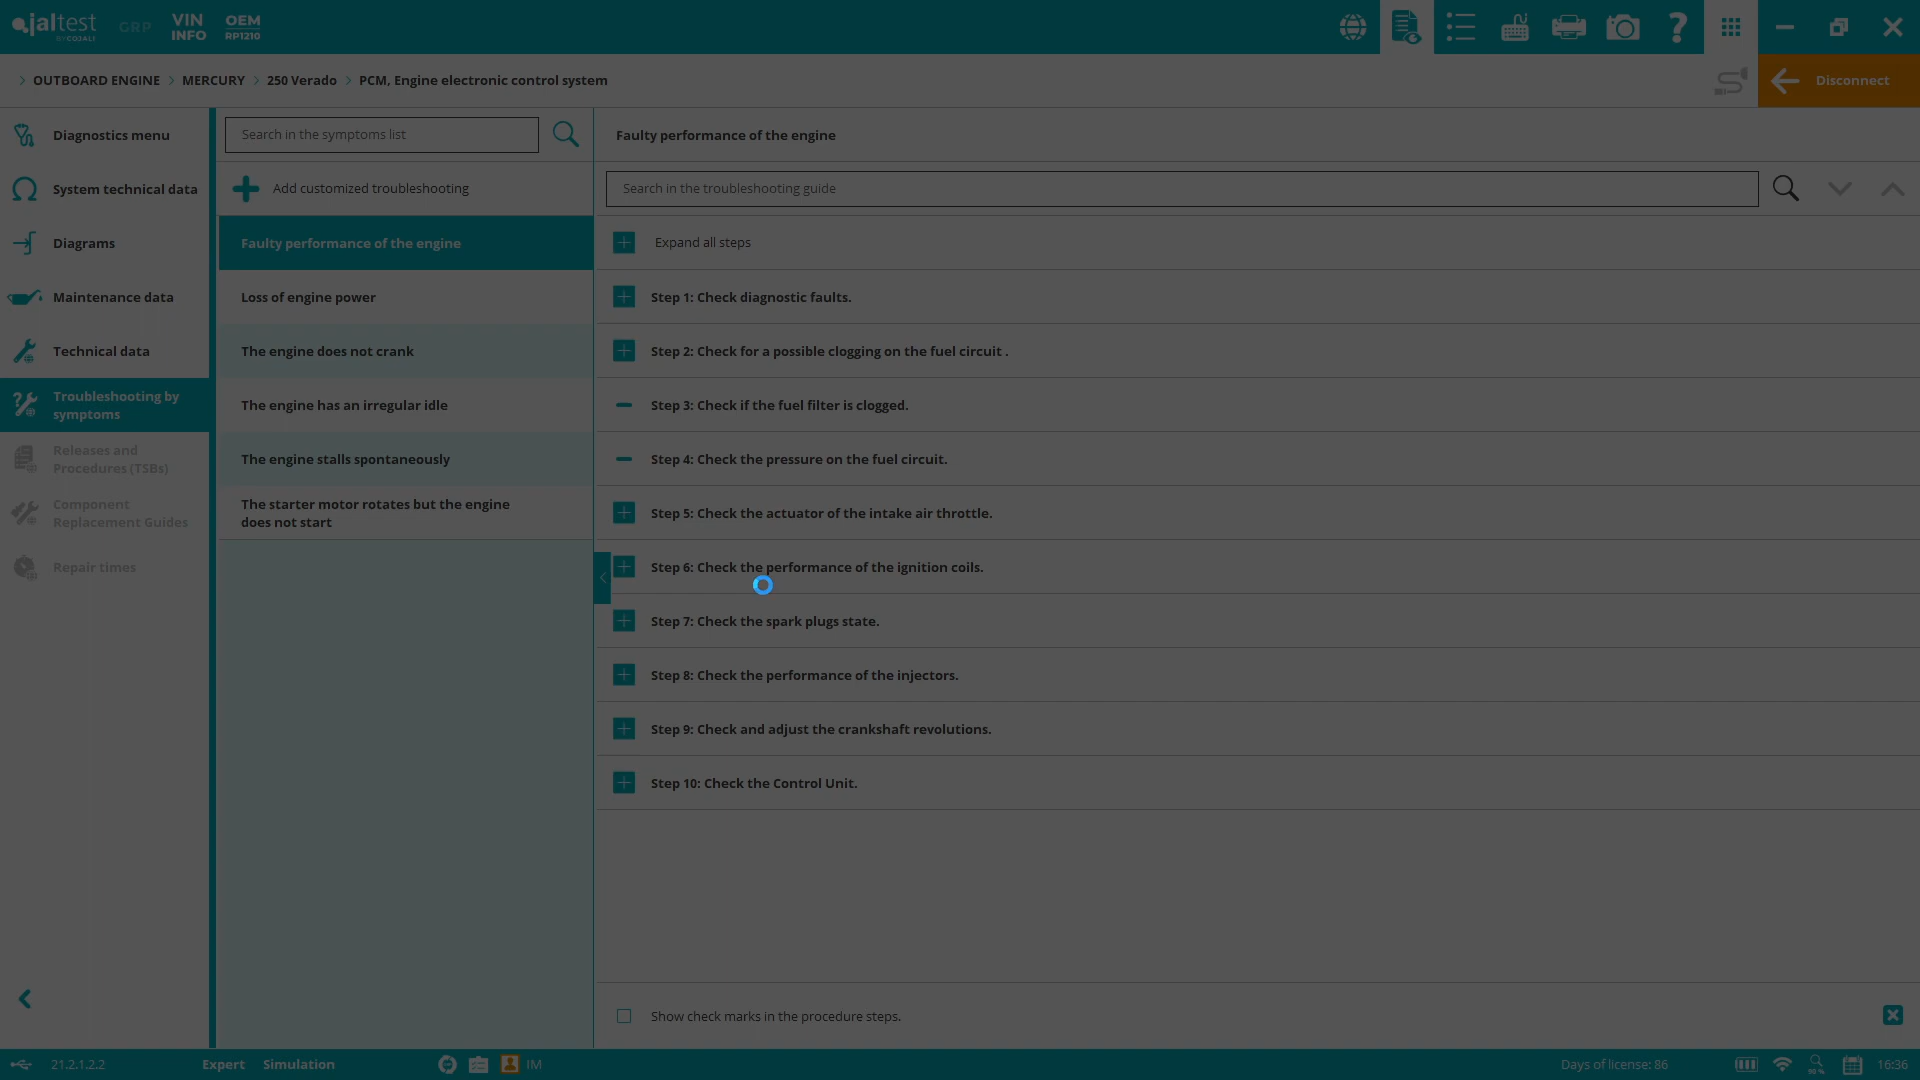 jaltest
BY COJALI
GRP
VIN
INFO
OEM
RP1210
OUTBOARD ENGINE
MERCURY
250 Verado
PCM, Engine electronic control system
Disconnect
Diagnostics menu
System technical data
Diagrams
Maintenance data
Technical data
Troubleshooting by
symptoms
Releases and
Procedures (TSBs)
Component
Replacement Guides
Repair times
Search in the symptoms list
Add customized troubleshooting
Faulty performance of the engine
Loss of engine power
The engine does not crank
The engine has an irregular idle
The engine stalls spontaneously
The starter motor rotates but the engine
does not start
Faulty performance of the engine
Search in the troubleshooting guide
Expand all steps
Step 1: Check diagnostic faults.
Step 2: Check for a possible clogging on the fuel circuit .
Step 3: Check if the fuel filter is clogged.
Step 4: Check the pressure on the fuel circuit.
Step 5: Check the actuator of the intake air throttle.
Step 6: Check the performance of the ignition coils.
Step 7: Check the spark plugs state.
Step 8: Check the performance of the injectors.
Step 9: Check and adjust the crankshaft revolutions.
Step 10: Check the Control Unit.
Show check marks in the procedure steps.
21.2.1.2.2
Expert
Simulation
IM
Days of license: 86
90 %
16:36